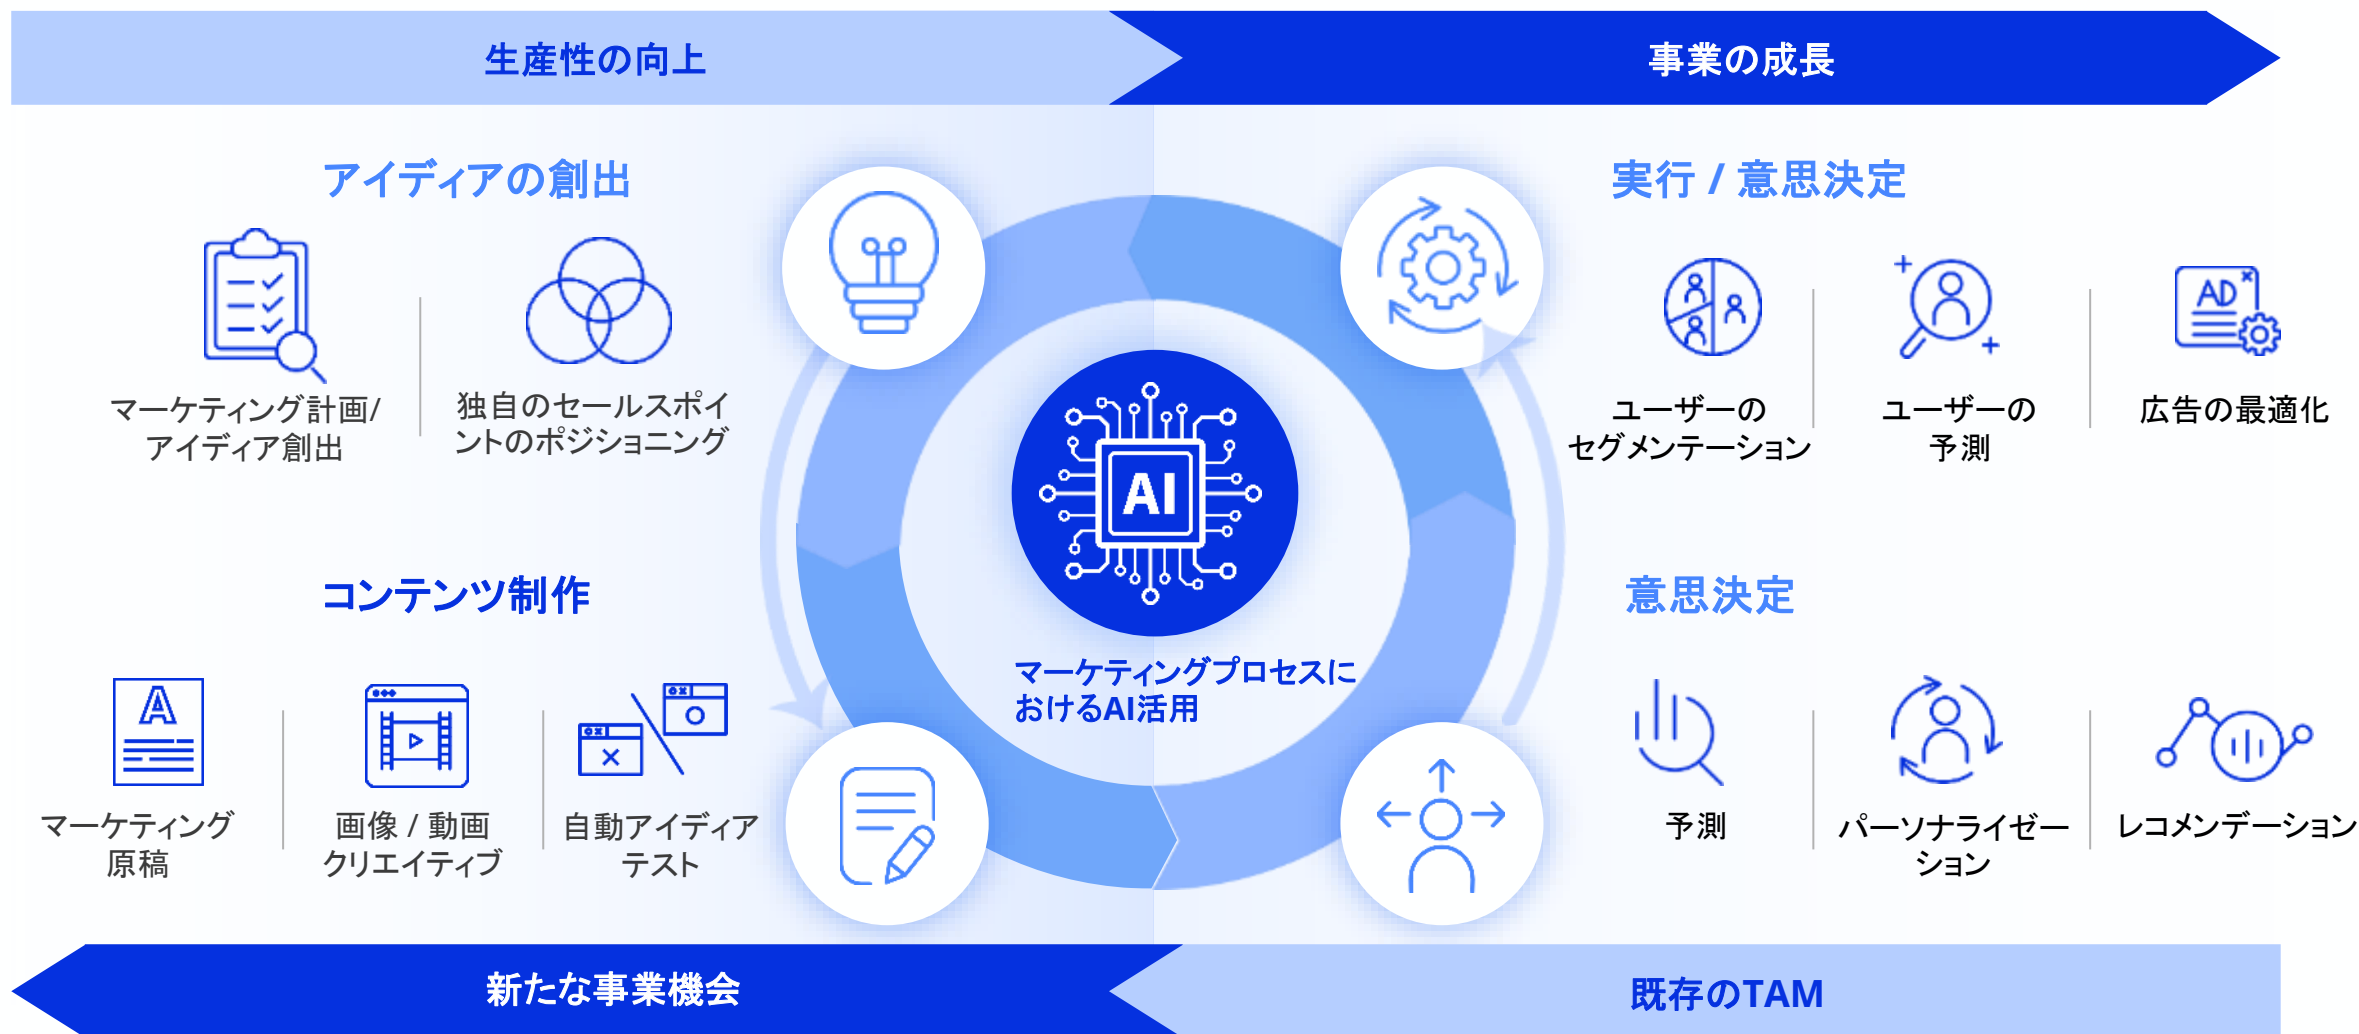 生産性の向上
事業の成長
アイディアの創出
マーケティング計画/
アイディア創出
独自のセールスポイ
ントのポジショニング
実行 / 意思決定
AD
ユーザーの
セグメンテーション
ユーザーの
予測
広告の最適化
AI
マーケティングプロセスに
おけるAI活用
コンテンツ制作
A
マーケティング
原稿
画像 / 動画
クリエイティブ
自動アイディア
テスト
意思決定
予測
パーソナライゼー
ション
レコメンデーション
新たな事業機会
既存のTAM